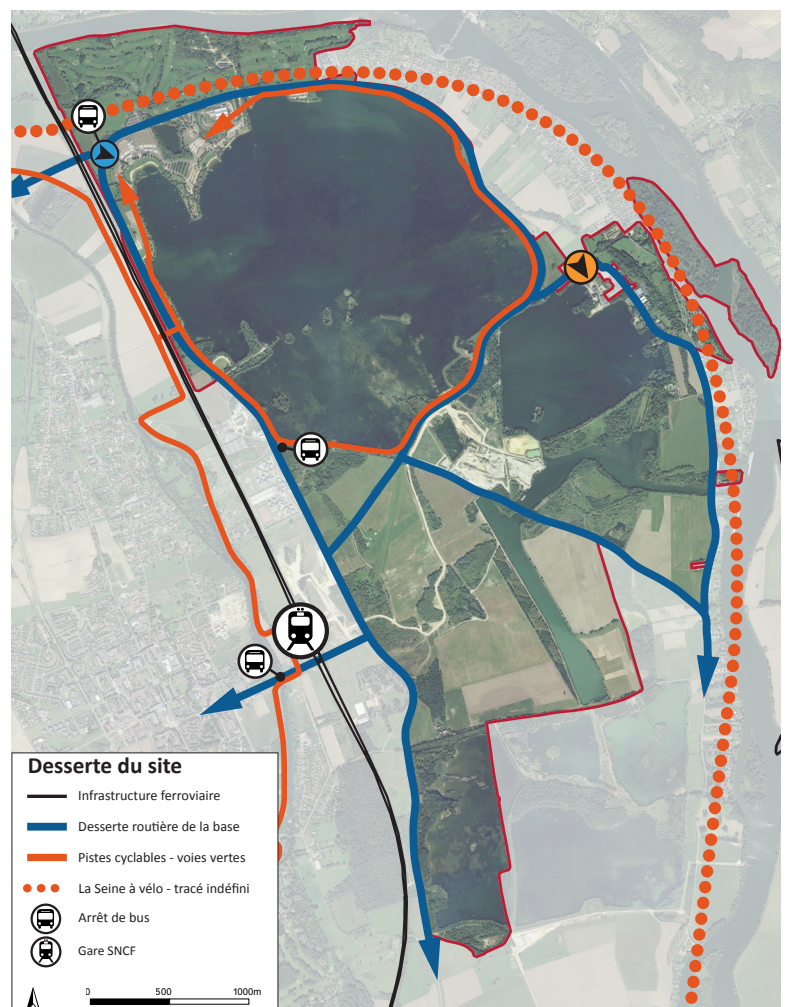 Desserte du site
Infrastructure ferroviaire
Desserte routière de la base
Pistes cyclables - voies vertes
La Seine à vélo - tracé indéfini
Arrêt de bus
Gare SNCF
0 500 1000m